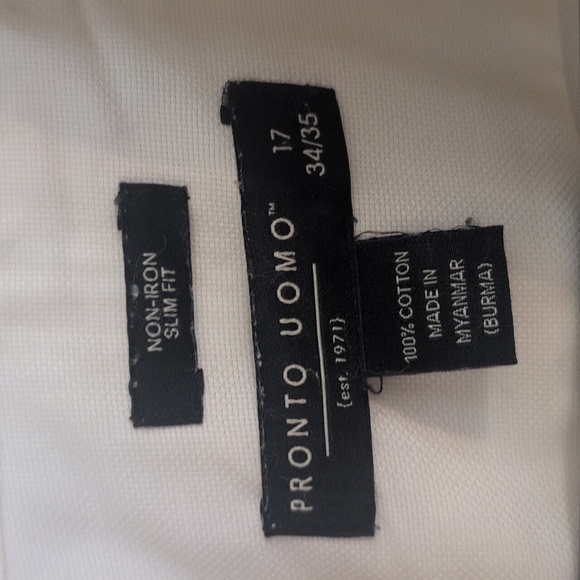 NON-IRON
SLIM FIT
PRONTO UOMO™ 17
34/35
{est. 1971}
100% COTTON
MADE IN
MYANMAR
(BURMA)